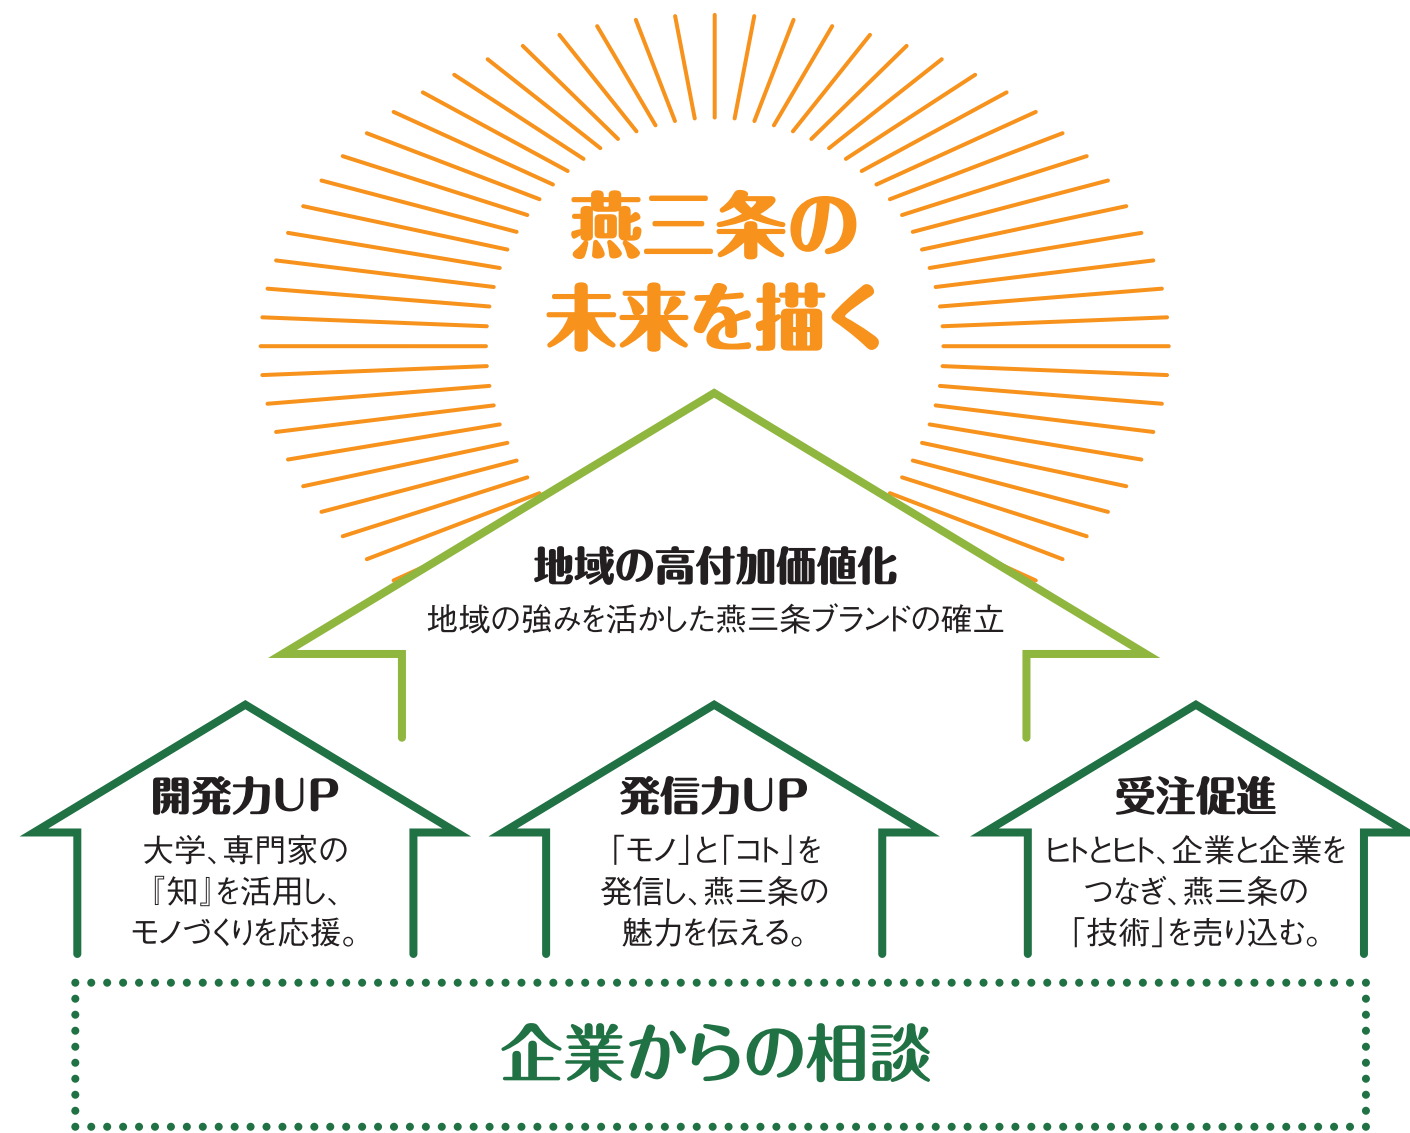 燕三条の
未来を描く
地域の高付加価値化
地域の強みを活かした燕三条ブランドの確立
開発力UP
大学、専門家の
『知』を活用し、
モノづくりを応援。
発信力UP
「モノ」と「コト」を
発信し、燕三条の
魅力を伝える。
受注促進
ヒトとヒト、企業と企業を
つなぎ、燕三条の
「技術」を売り込む。
企業からの相談